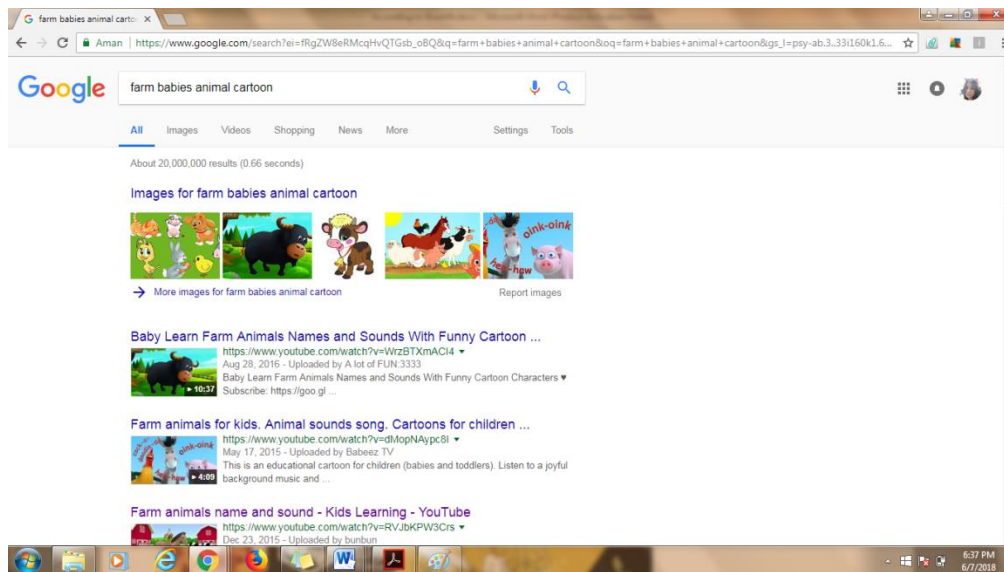 farm babies animal carto
Aman
https://www.google.com/search?ei=fRgZW8eRMcqHvQTGsb_oBQ&q=farm+babies+animal+cartoon&oq=farm+babies+animal+cartoon&gs_l=psy-ab.3..33i160k1.6...
Google
farm babies animal cartoon
All Images Videos Shopping News More Settings Tools
About 20,000,000 results (0.66 seconds)
Images for farm babies animal cartoon
oink-oink
hee-haw
More images for farm babies animal cartoon
Report images
Baby Learn Farm Animals Names and Sounds With Funny Cartoon ...
https://www.youtube.com/watch?v=WrzBTXmACI4
Aug 28, 2016 - Uploaded by A lot of FUN:3333
Baby Learn Farm Animals Names and Sounds With Funny Cartoon Characters ♥
Subscribe: https://goo.gl ...
10:37
Farm animals for kids. Animal sounds song. Cartoons for children ...
https://www.youtube.com/watch?v=dMopNAypc8I
May 17, 2015 - Uploaded by Babeez TV
This is an educational cartoon for children (babies and toddlers). Listen to a joyful
background music and ...
oink-oink
4:09
Farm animals name and sound - Kids Learning - YouTube
https://www.youtube.com/watch?v=RVJbKPW3Crs
Dec 23, 2015 - Uploaded by bunbun
6:37 PM
6/7/2018